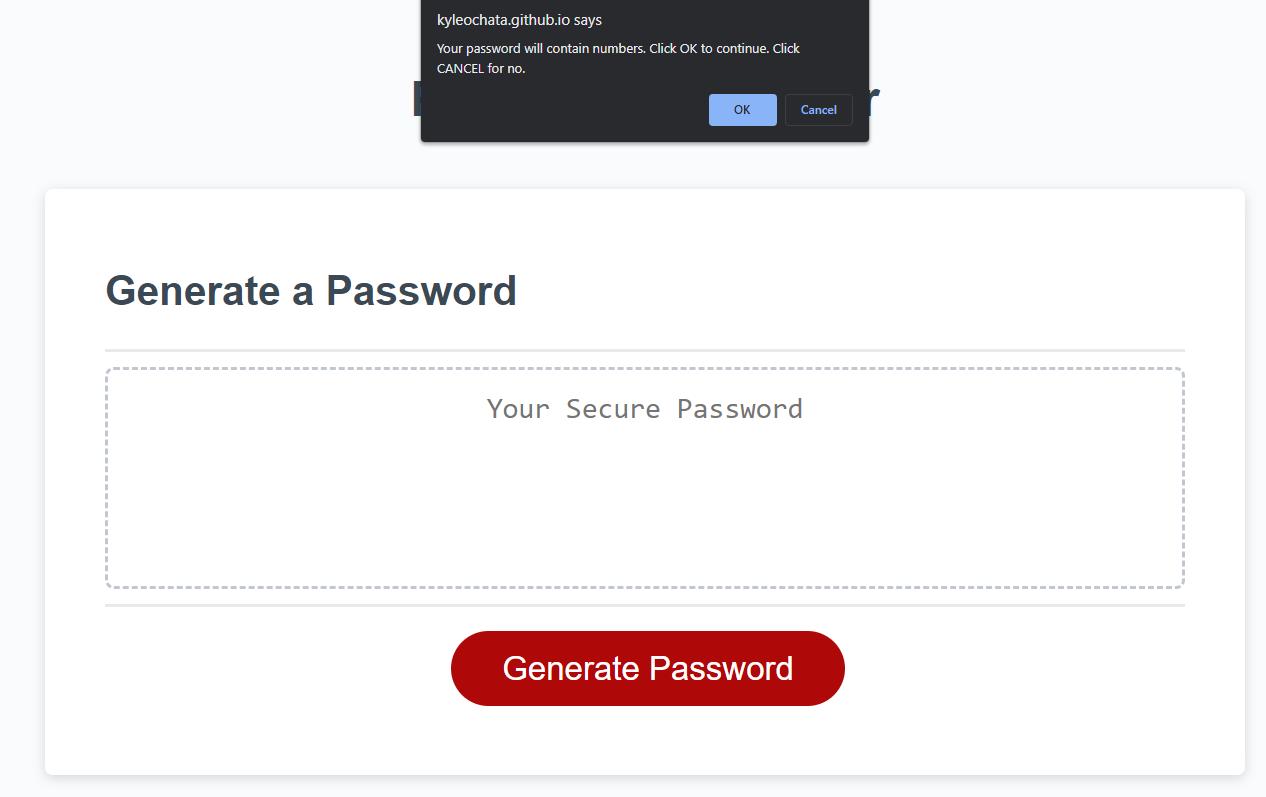 kyleochata.github.io says
Your password will contain numbers. Click OK to continue. Click
CANCEL for no.
OK Cancel
Generate a Password
Your Secure Password
Generate Password